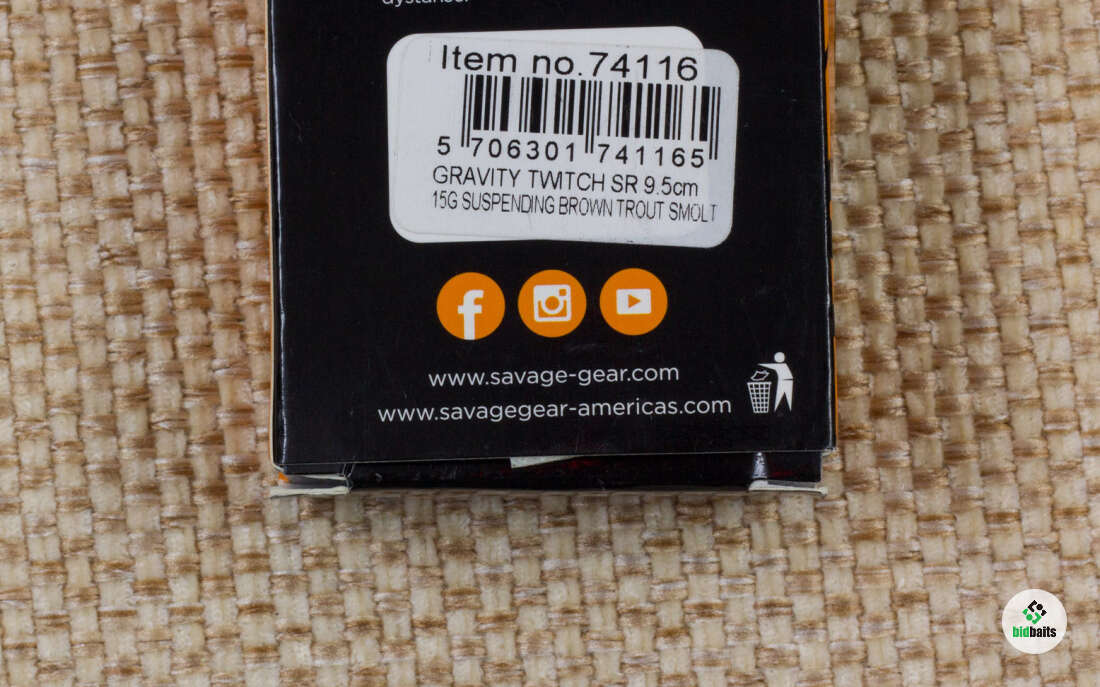 Item no.74116
5 706301 741165
GRAVITY TWITCH SR 9.5cm
15G SUSPENDING BROWN TROUT SMOLT
www.savage-gear.com
www.savagegear-americas.com
bidbaits